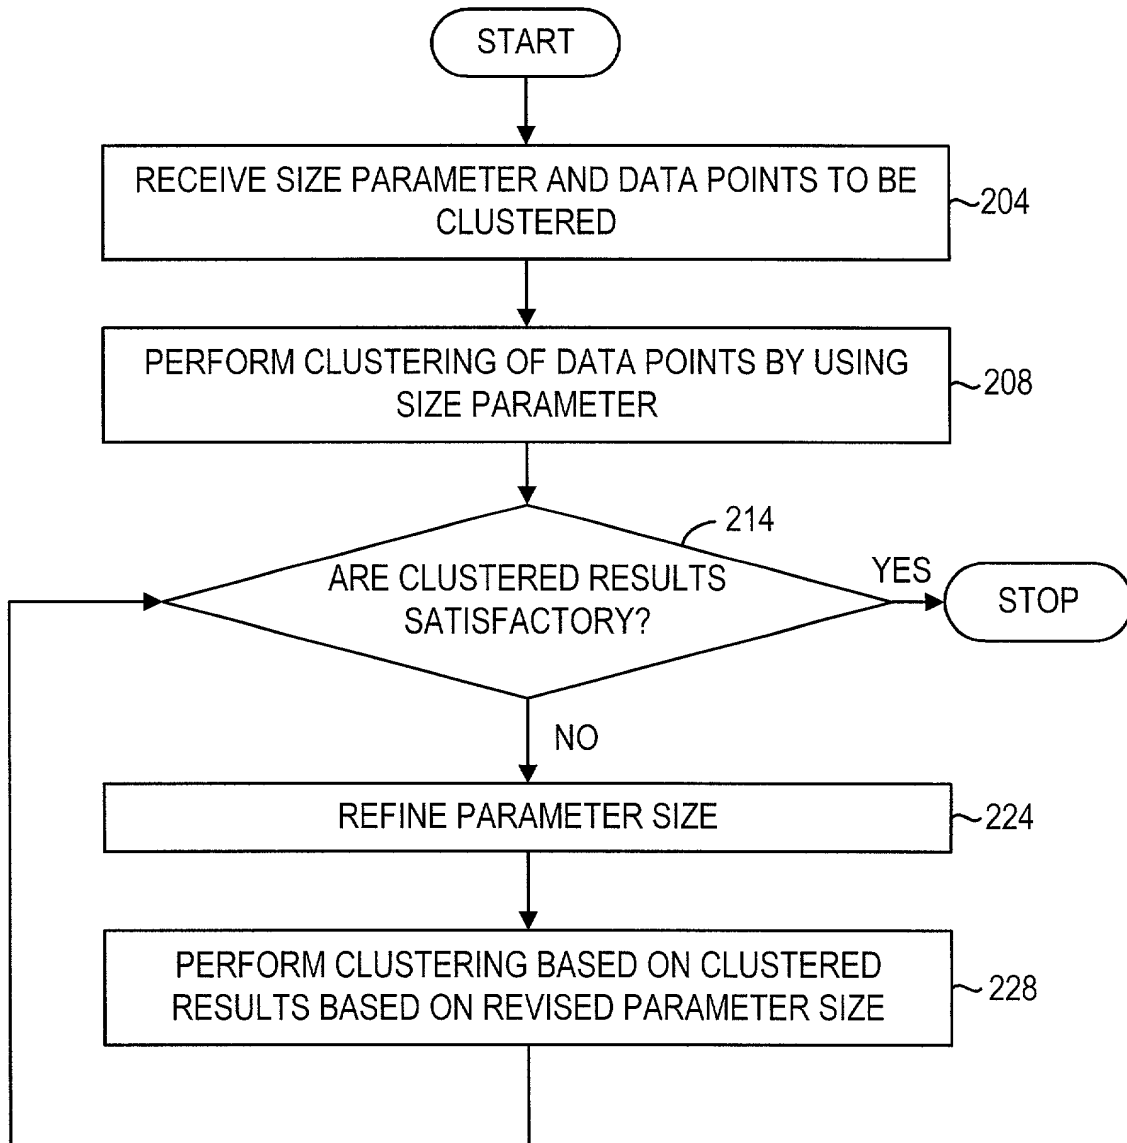 START
RECEIVE SIZE PARAMETER AND DATA POINTS TO BE
CLUSTERED
204
PERFORM CLUSTERING OF DATA POINTS BY USING
SIZE PARAMETER
208
214
ARE CLUSTERED RESULTS
SATISFACTORY?
YES
STOP
NO
REFINE PARAMETER SIZE
224
PERFORM CLUSTERING BASED ON CLUSTERED
RESULTS BASED ON REVISED PARAMETER SIZE
228